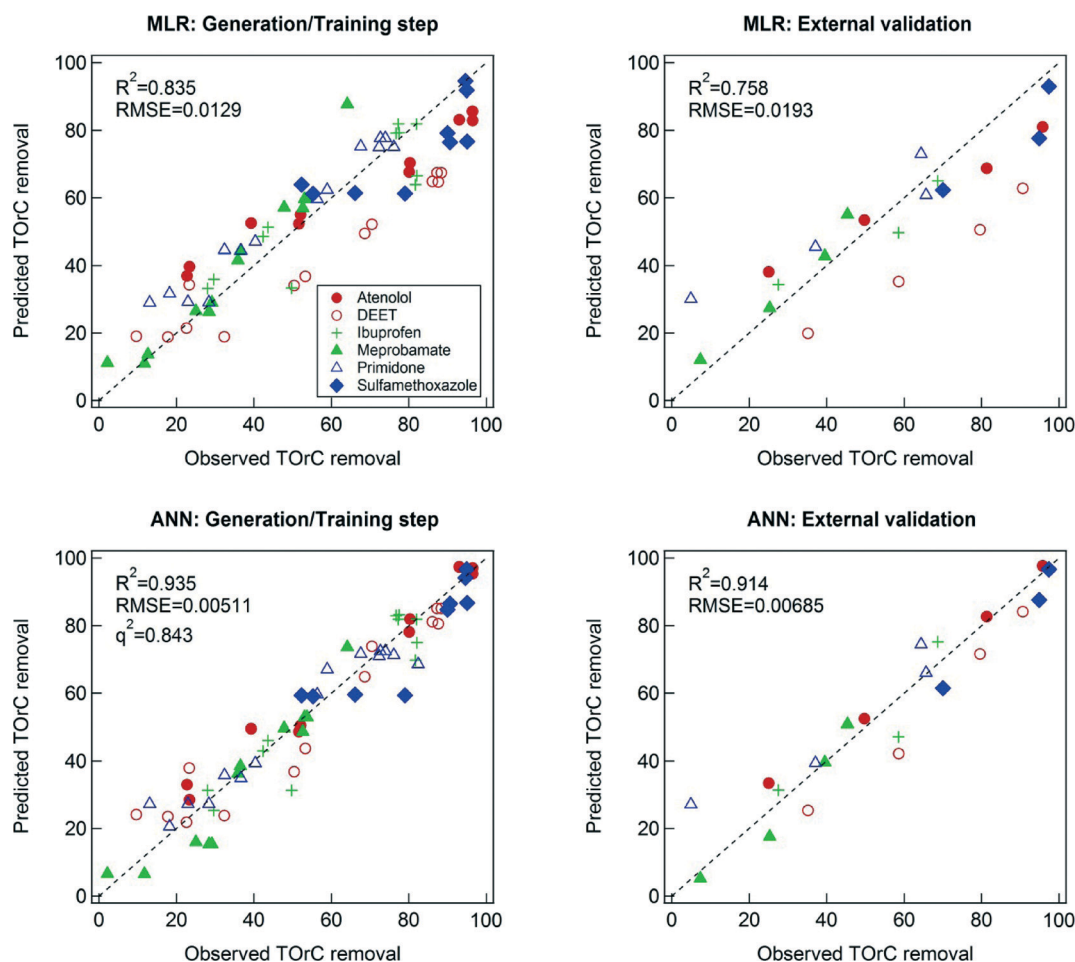 MLR: Generation/Training step
R²=0.835
RMSE=0.0129
Predicted TOrC removal
100
80
60
40
20
0
Atenolol
DEET
Ibuprofen
Meprobamate
Primidone
Sulfamethoxazole
0 20 40 60 80 100
Observed TOrC removal
MLR: External validation
R²=0.758
RMSE=0.0193
Predicted TOrC removal
100
80
60
40
20
0
0 20 40 60 80 100
Observed TOrC removal
ANN: Generation/Training step
R²=0.935
RMSE=0.00511
q²=0.843
Predicted TOrC removal
100
80
60
40
20
0
0 20 40 60 80 100
Observed TOrC removal
ANN: External validation
R²=0.914
RMSE=0.00685
Predicted TOrC removal
100
80
60
40
20
0
0 20 40 60 80 100
Observed TOrC removal